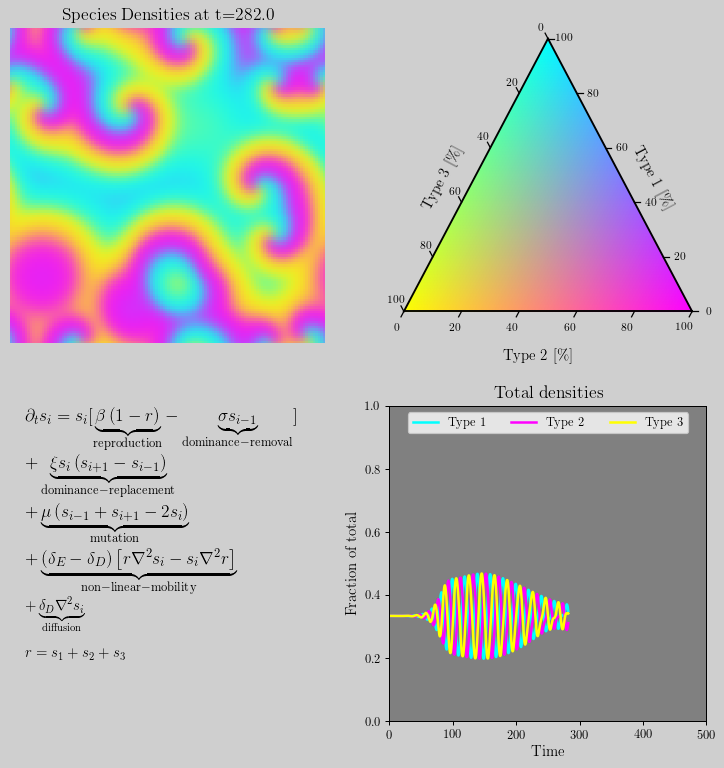 Species Densities at t=282.0
0
100
20
80
40
60
Type 3 [%]
Type 1 [%]
60
40
80
20
100
0
0 20 40 60 80 100
Type 2 [%]
∂ₜsᵢ = sᵢ[ β (1 − r) − σsᵢ₋₁ ]
reproduction dominance−removal
+ ξsᵢ (sᵢ₊₁ − sᵢ₋₁)
dominance−replacement
+ μ (sᵢ₋₁ + sᵢ₊₁ − 2sᵢ)
mutation
+ (δ_E − δ_D) [r∇²sᵢ − sᵢ∇²r]
non−linear−mobility
+ δ_D∇²sᵢ
diffusion
r = s₁ + s₂ + s₃
Total densities
1.0
Type 1 Type 2 Type 3
0.8
0.6
Fraction of total
0.4
0.2
0.0
0 100 200 300 400 500
Time